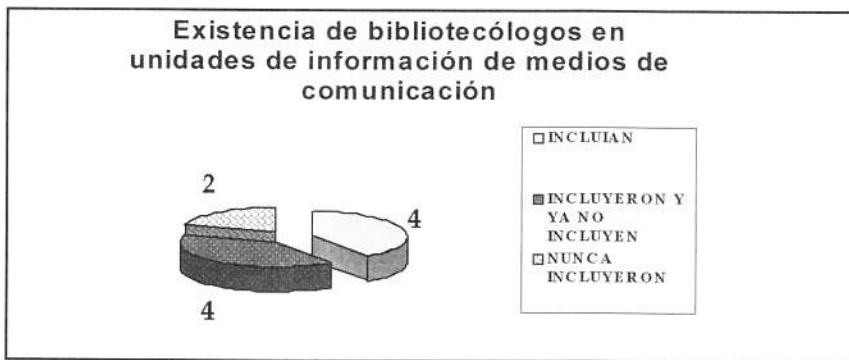 Existencia de bibliotecólogos en
unidades de información de medios de
comunicación
2
4
4
INCLUIAN
INCLUYERON Y
YA NO
INCLUYEN
NUNCA
INCLUYERON